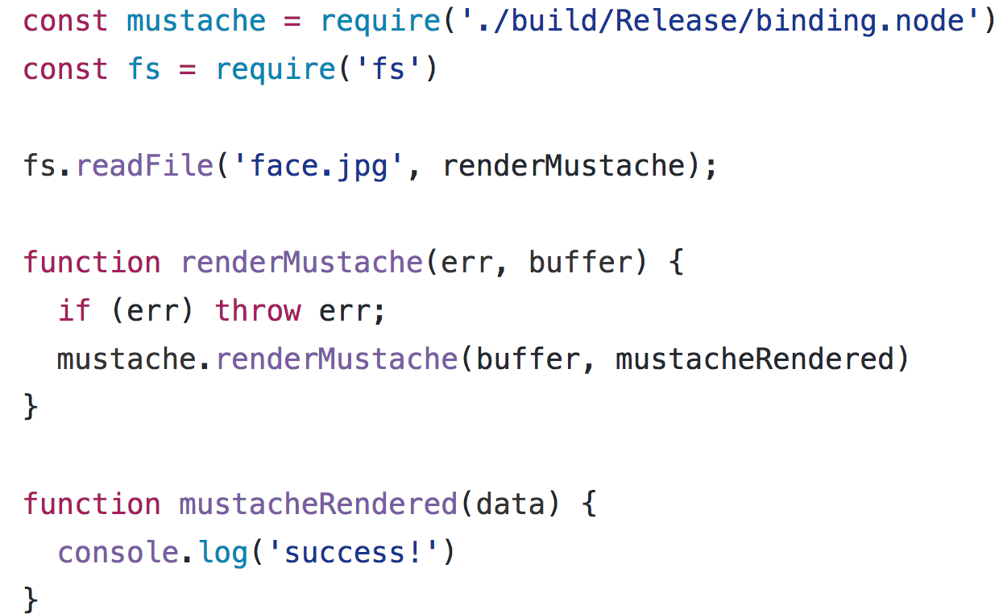 const mustache = require('./build/Release/binding.node')
const fs = require('fs')
fs.readFile('face.jpg', renderMustache);
function renderMustache(err, buffer) {
  if (err) throw err;
  mustache.renderMustache(buffer, mustacheRendered)
}
function mustacheRendered(data) {
  console.log('success!')
}